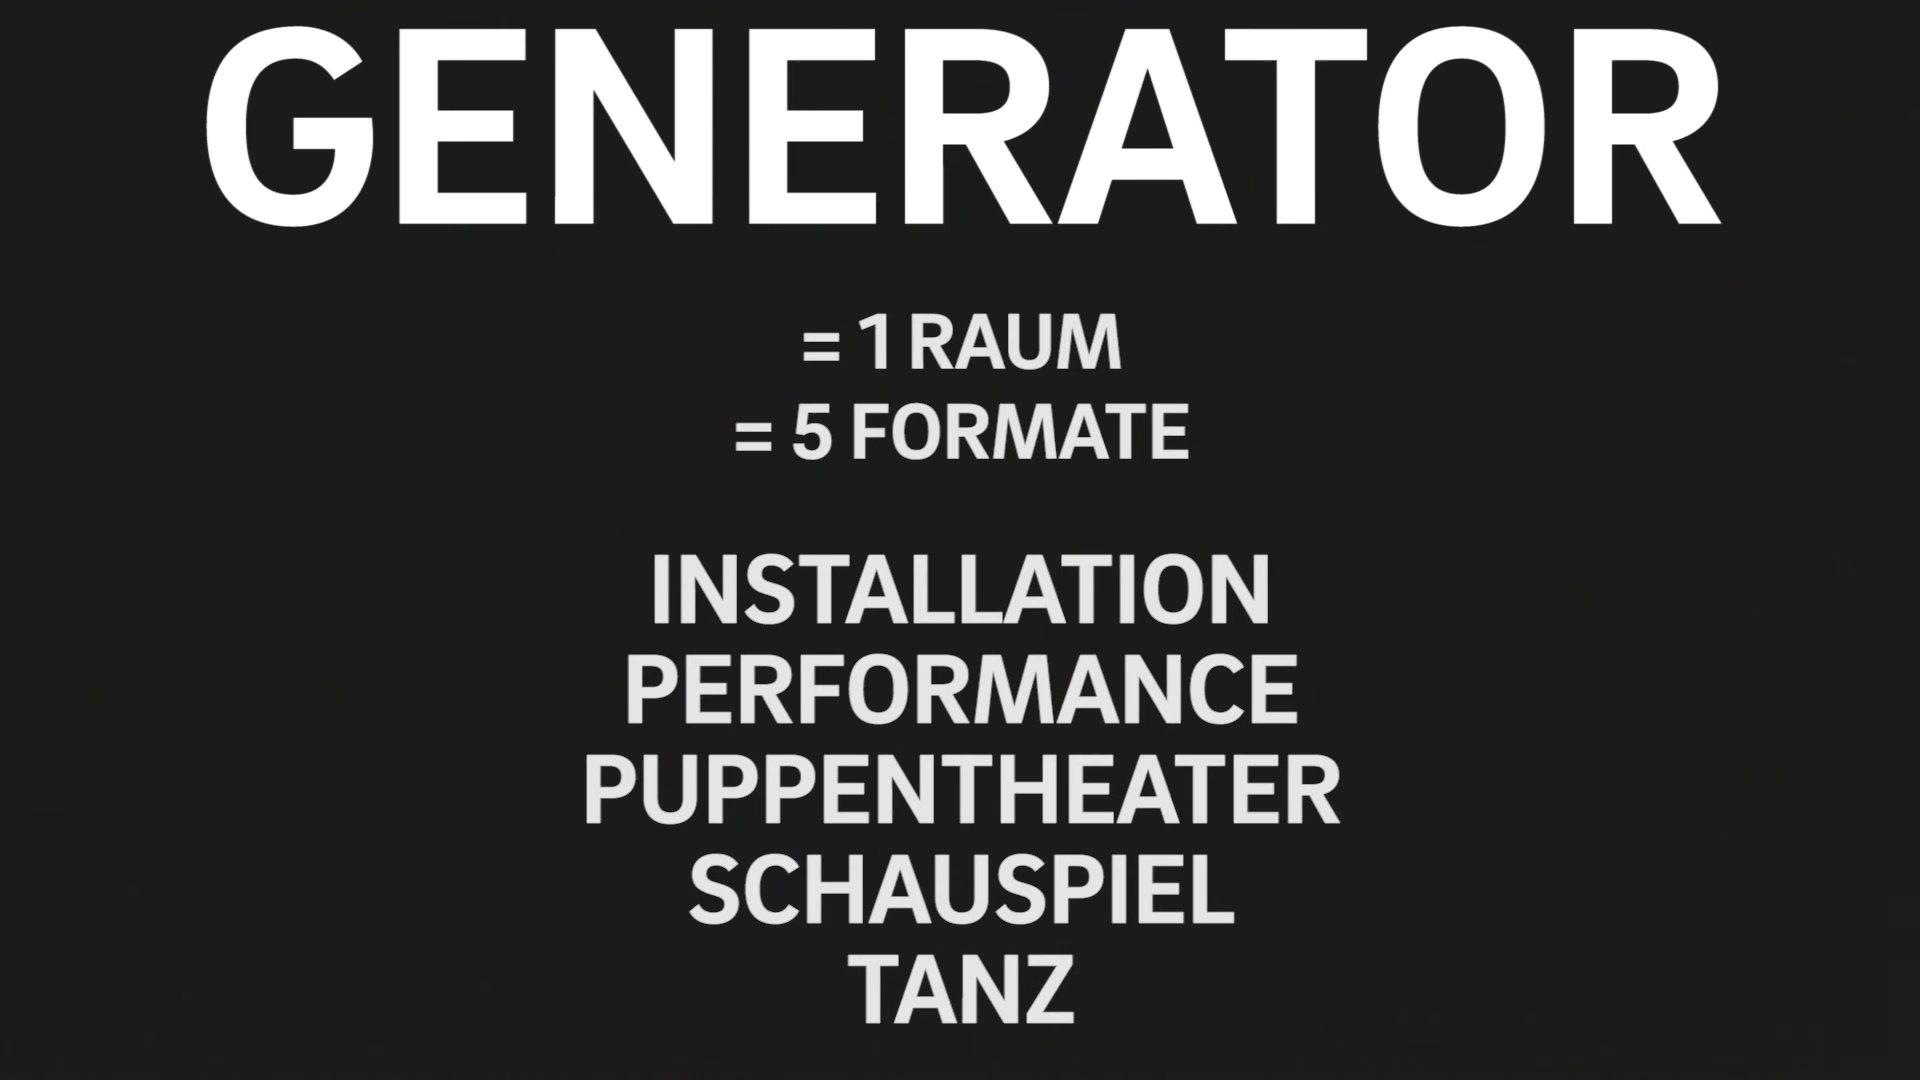 GENERATOR
= 1 RAUM
= 5 FORMATE
INSTALLATION
PERFORMANCE
PUPPENTHEATER
SCHAUSPIEL
TANZ